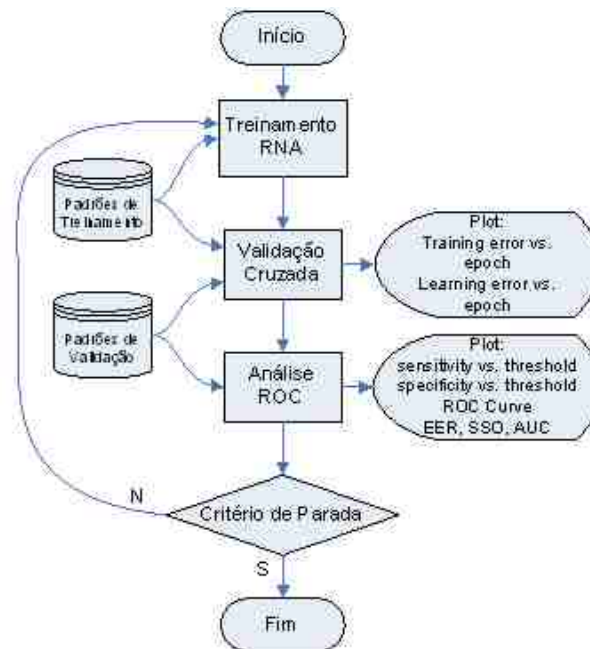 Início
Treinamento
RNA
Padrões de
Treinamento
Validação
Cruzada
Plot:
Training error vs.
epoch
Learning error vs.
epoch
Padrões de
Validação
Análise
ROC
Plot:
sensitivity vs. threshold
specificity vs. threshold
ROC Curve
EER, SSO, AUC
N
Critério de Parada
S
Fim